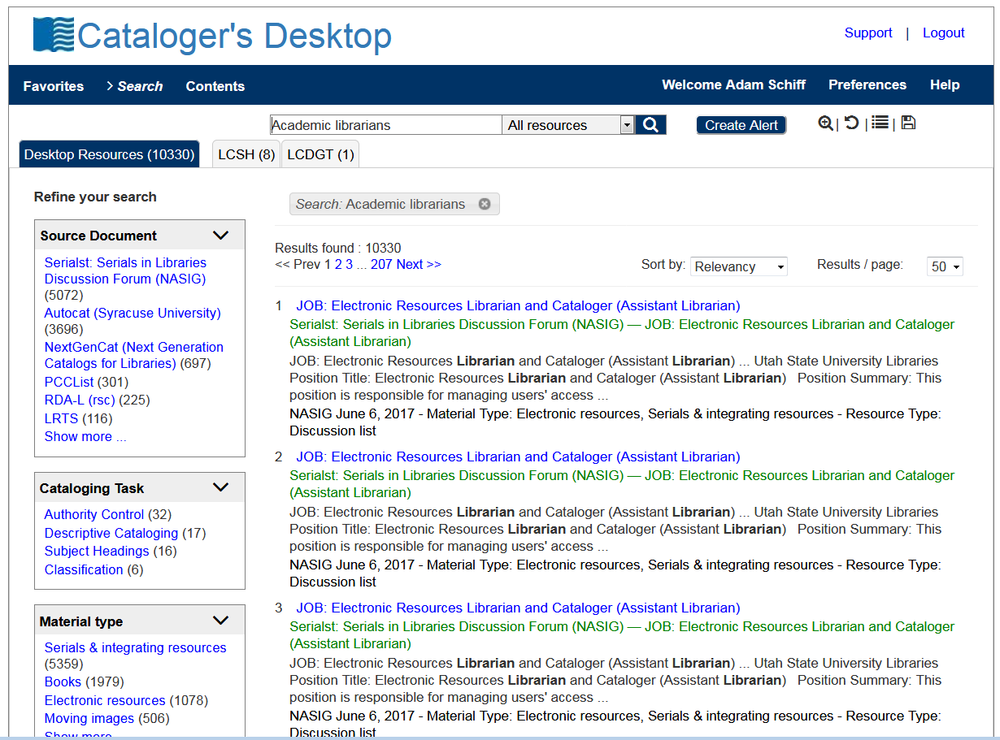 Cataloger's Desktop
Support | Logout
Favorites > Search Contents
Welcome Adam Schiff Preferences Help
Academic librarians All resources Create Alert | | |
Desktop Resources (10330) LCSH (8) LCDGT (1)
Refine your search
Source Document
Serialst: Serials in Libraries
Discussion Forum (NASIG)
(5072)
Autocat (Syracuse University)
(3696)
NextGenCat (Next Generation
Catalogs for Libraries) (697)
PCCList (301)
RDA-L (rsc) (225)
LRTS (116)
Show more ...
Cataloging Task
Authority Control (32)
Descriptive Cataloging (17)
Subject Headings (16)
Classification (6)
Material type
Serials & integrating resources
(5359)
Books (1979)
Electronic resources (1078)
Moving images (506)
Show more
Search: Academic librarians
Results found : 10330
<< Prev 1 2 3 ... 207 Next >>
Sort by: Relevancy Results / page: 50
1 JOB: Electronic Resources Librarian and Cataloger (Assistant Librarian)
Serialst: Serials in Libraries Discussion Forum (NASIG) — JOB: Electronic Resources Librarian and Cataloger
(Assistant Librarian)
JOB: Electronic Resources Librarian and Cataloger (Assistant Librarian) ... Utah State University Libraries
Position Title: Electronic Resources Librarian and Cataloger (Assistant Librarian) Position Summary: This
position is responsible for managing users' access ...
NASIG June 6, 2017 - Material Type: Electronic resources, Serials & integrating resources - Resource Type:
Discussion list
2 JOB: Electronic Resources Librarian and Cataloger (Assistant Librarian)
Serialst: Serials in Libraries Discussion Forum (NASIG) — JOB: Electronic Resources Librarian and Cataloger
(Assistant Librarian)
JOB: Electronic Resources Librarian and Cataloger (Assistant Librarian) ... Utah State University Libraries
Position Title: Electronic Resources Librarian and Cataloger (Assistant Librarian) Position Summary: This
position is responsible for managing users' access ...
NASIG June 6, 2017 - Material Type: Electronic resources, Serials & integrating resources - Resource Type:
Discussion list
3 JOB: Electronic Resources Librarian and Cataloger (Assistant Librarian)
Serialst: Serials in Libraries Discussion Forum (NASIG) — JOB: Electronic Resources Librarian and Cataloger
(Assistant Librarian)
JOB: Electronic Resources Librarian and Cataloger (Assistant Librarian) ... Utah State University Libraries
Position Title: Electronic Resources Librarian and Cataloger (Assistant Librarian) Position Summary: This
position is responsible for managing users' access ...
NASIG June 6, 2017 - Material Type: Electronic resources, Serials & integrating resources - Resource Type:
Discussion list